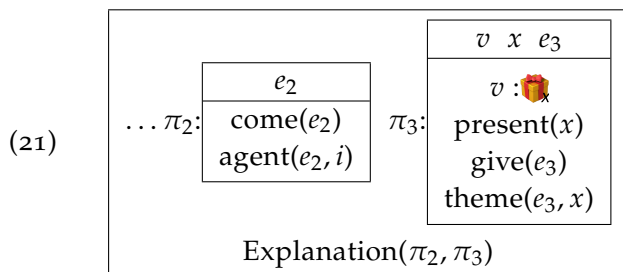 (21)
… π₂:
e₂
come(e₂)
agent(e₂, i)
π₃:
v x e₃
v :🎁ₓ
present(x)
give(e₃)
theme(e₃, x)
Explanation(π₂, π₃)